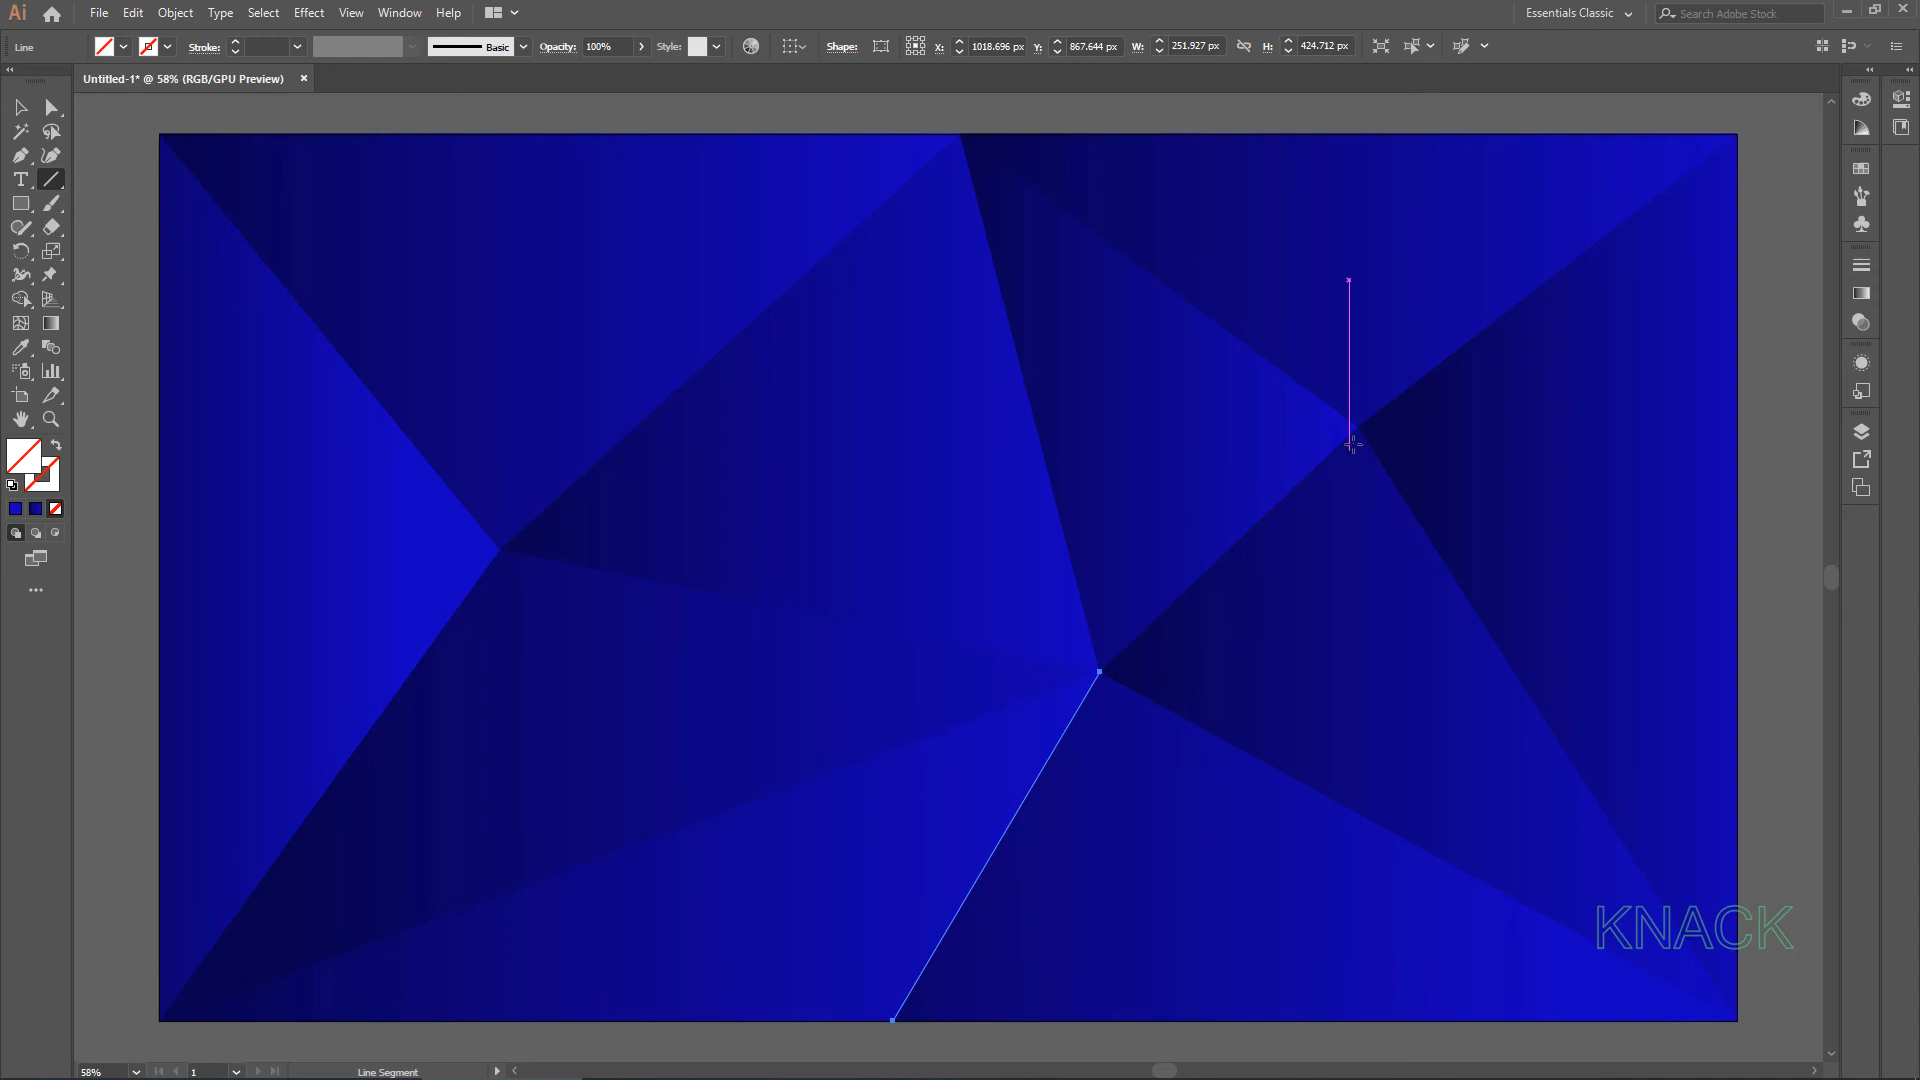 Ai File Edit Object Type Select Effect View Window Help Essentials Classic Search Adobe Stock
Line Stroke: Basic Opacity: 100% Style: Shape: X: 1018.696 px Y: 867.644 px W: 251.927 px H: 424.712 px
Untitled-1* @ 58% (RGB/GPU Preview)
KNACK
58% 1 Line Segment